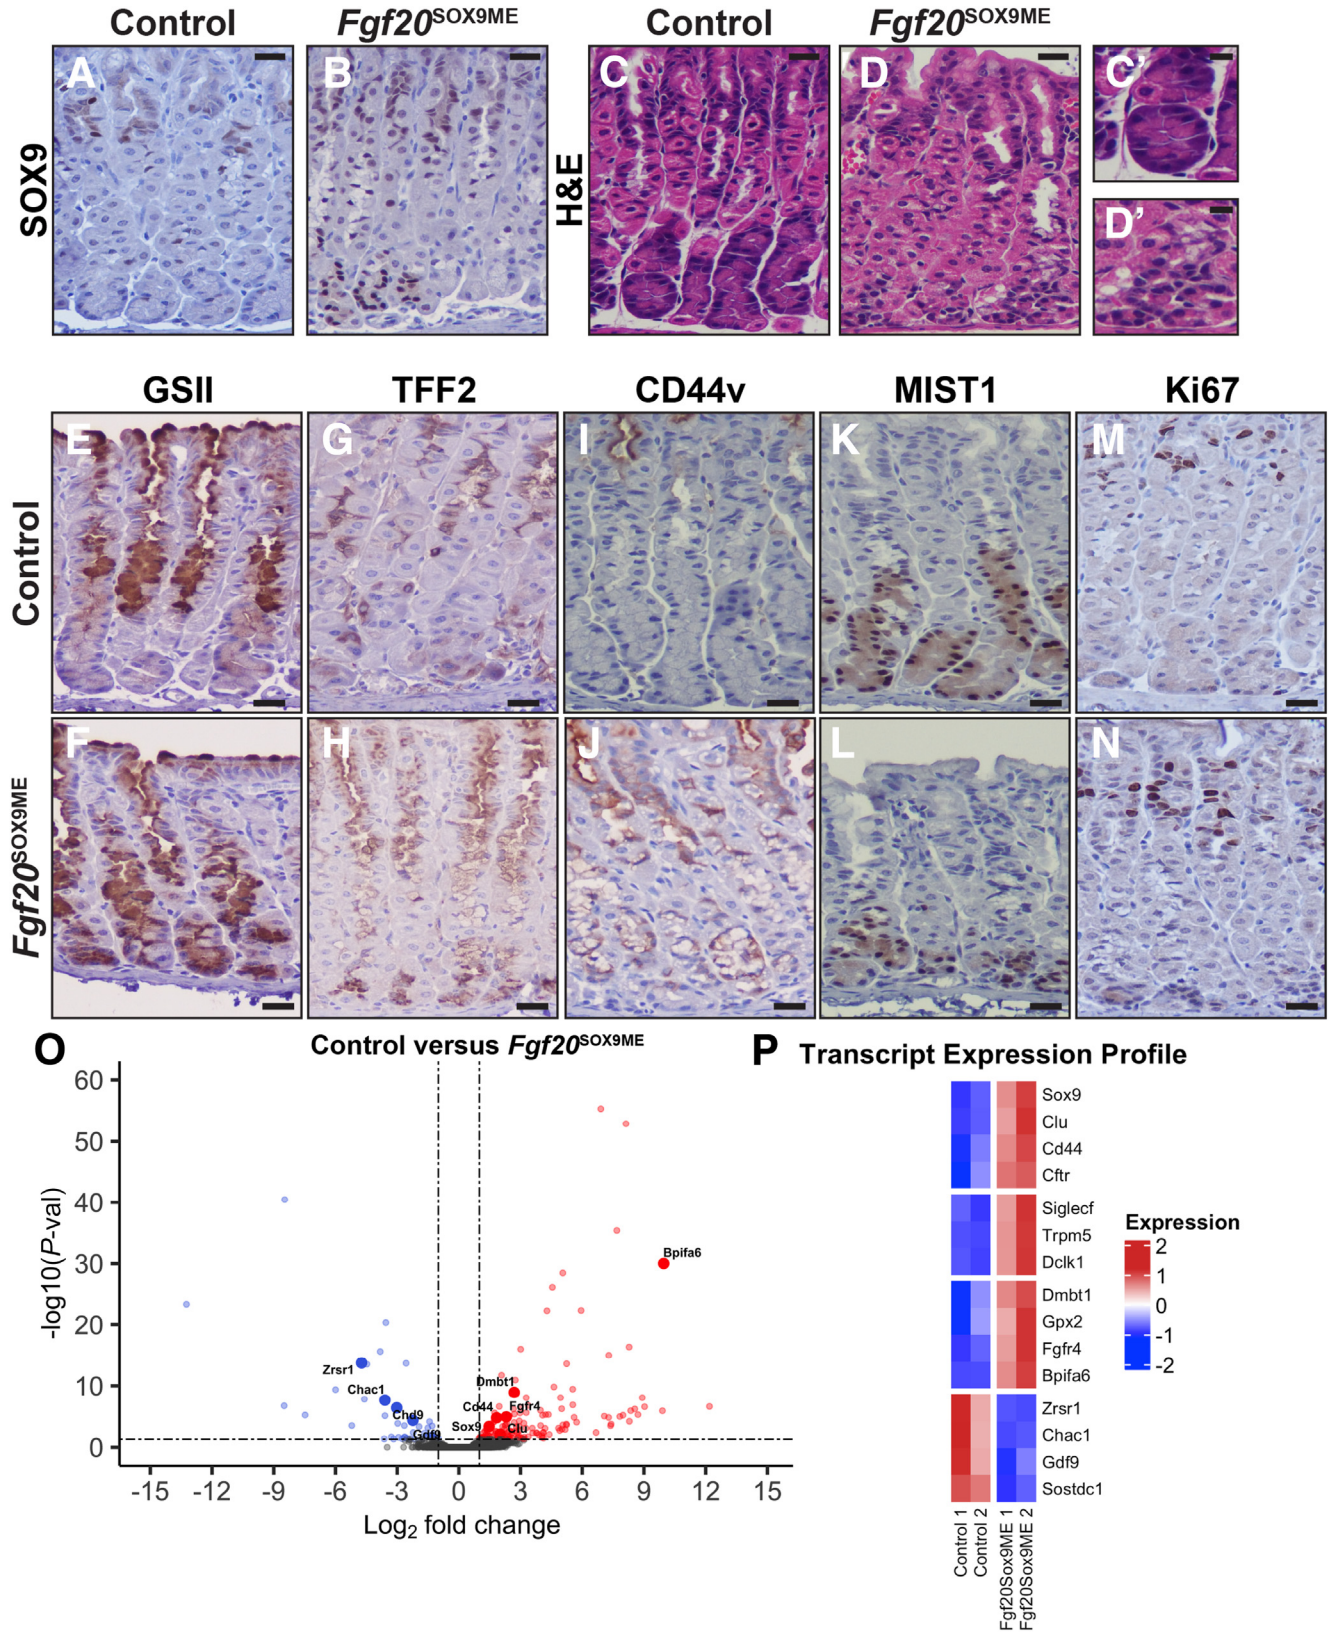 Control
Fgf20SOX9ME
Control
Fgf20SOX9ME
SOX9
A
B
H&E
C
D
C’
D’
GSII
TFF2
CD44v
MIST1
Ki67
Control
E
G
I
K
M
Fgf20SOX9ME
F
H
J
L
N
O
Control versus Fgf20SOX9ME
-log10(P-val)
60
50
40
30
20
10
0
Bpifa6
Zrsr1
Chac1
Chd9
Gdf9
Dmbt1
Cd44
Fgfr4
Sox9
Clu
-15
-12
-9
-6
-3
0
3
6
9
12
15
Log2 fold change
P
Transcript Expression Profile
Sox9
Clu
Cd44
Cftr
Siglecf
Trpm5
Dclk1
Dmbt1
Gpx2
Fgfr4
Bpifa6
Zrsr1
Chac1
Gdf9
Sostdc1
Control 1
Control 2
Fgf20Sox9ME 1
Fgf20Sox9ME 2
Expression
2
1
0
-1
-2